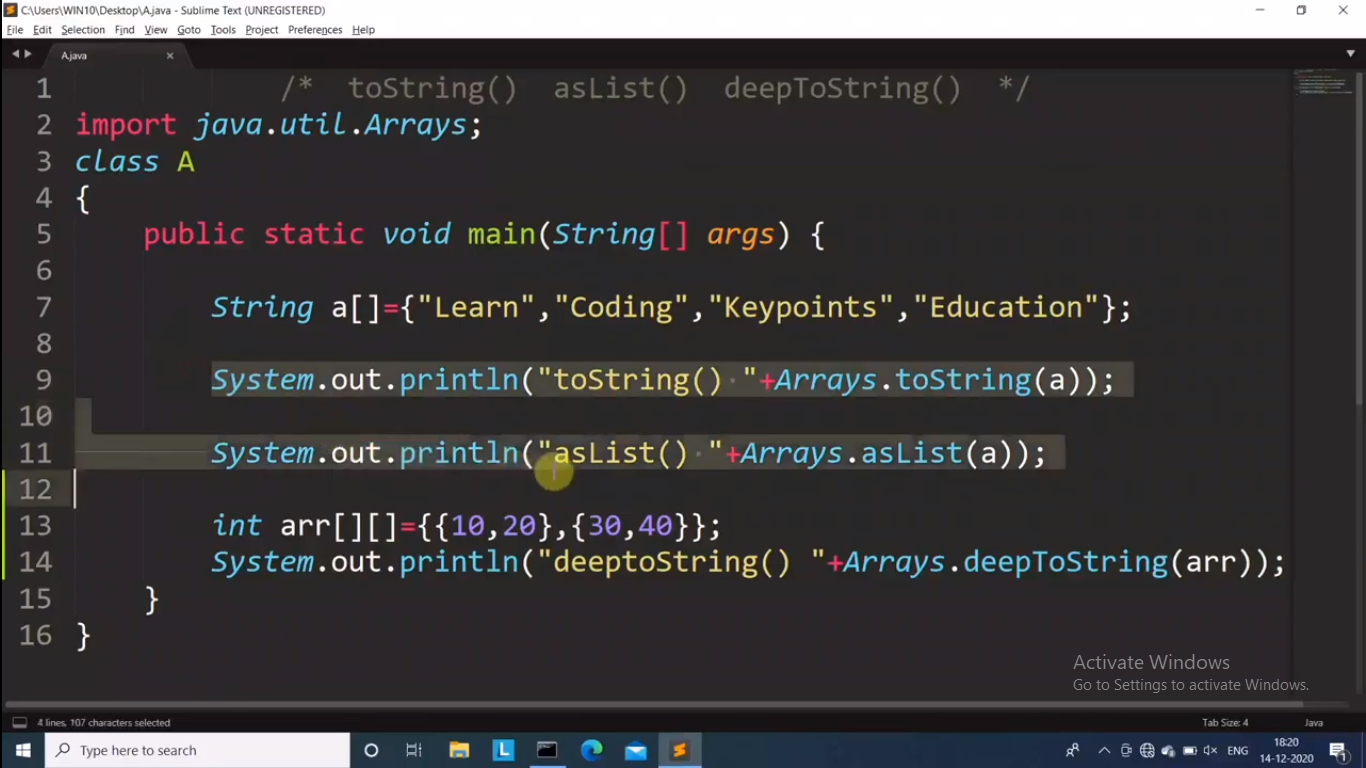 C:\Users\WIN10\Desktop\A.java - Sublime Text (UNREGISTERED)
File Edit Selection Find View Goto Tools Project Preferences Help
A.java
1 /* toString() asList() deepToString() */
2 import java.util.Arrays;
3 class A
4 {
5 public static void main(String[] args) {
6
7 String a[]={"Learn","Coding","Keypoints","Education"};
8
9 System.out.println("toString() "+Arrays.toString(a));
10
11 System.out.println("asList() "+Arrays.asList(a));
12
13 int arr[][]={{10,20},{30,40}};
14 System.out.println("deeptoString() "+Arrays.deepToString(arr));
15 }
16 }
Activate Windows
Go to Settings to activate Windows.
4 lines, 107 characters selected Tab Size: 4 Java
Type here to search L ENG 18:20
14-12-2020 1